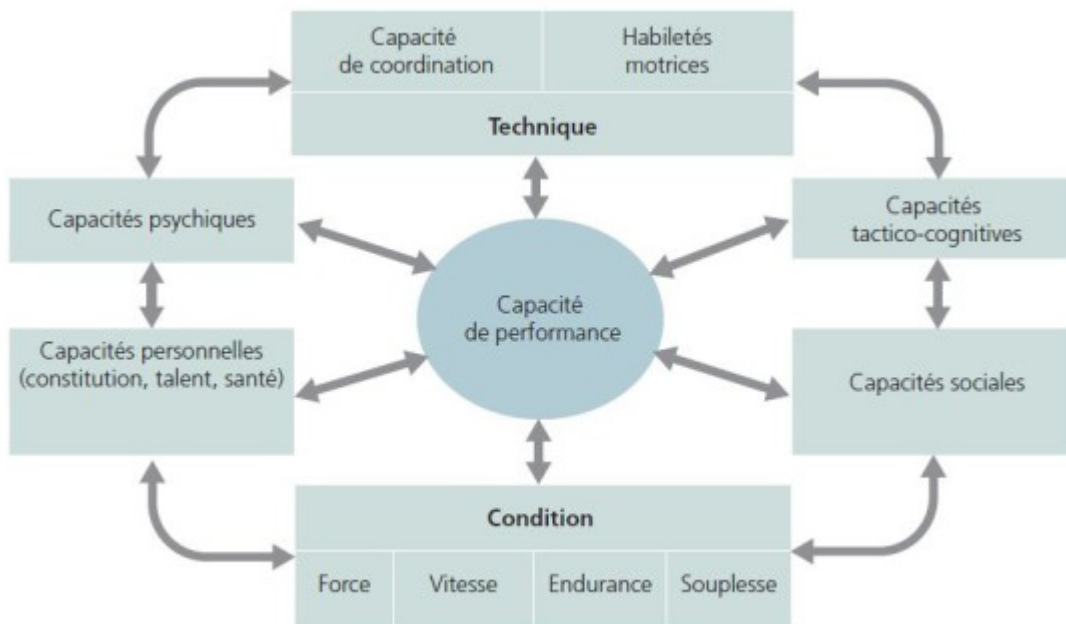 Capacité
de coordination
Habiletés
motrices
Technique
Capacités psychiques
Capacités
tactico-cognitives
Capacité
de performance
Capacités personnelles
(constitution, talent, santé)
Capacités sociales
Condition
Force
Vitesse
Endurance
Souplesse